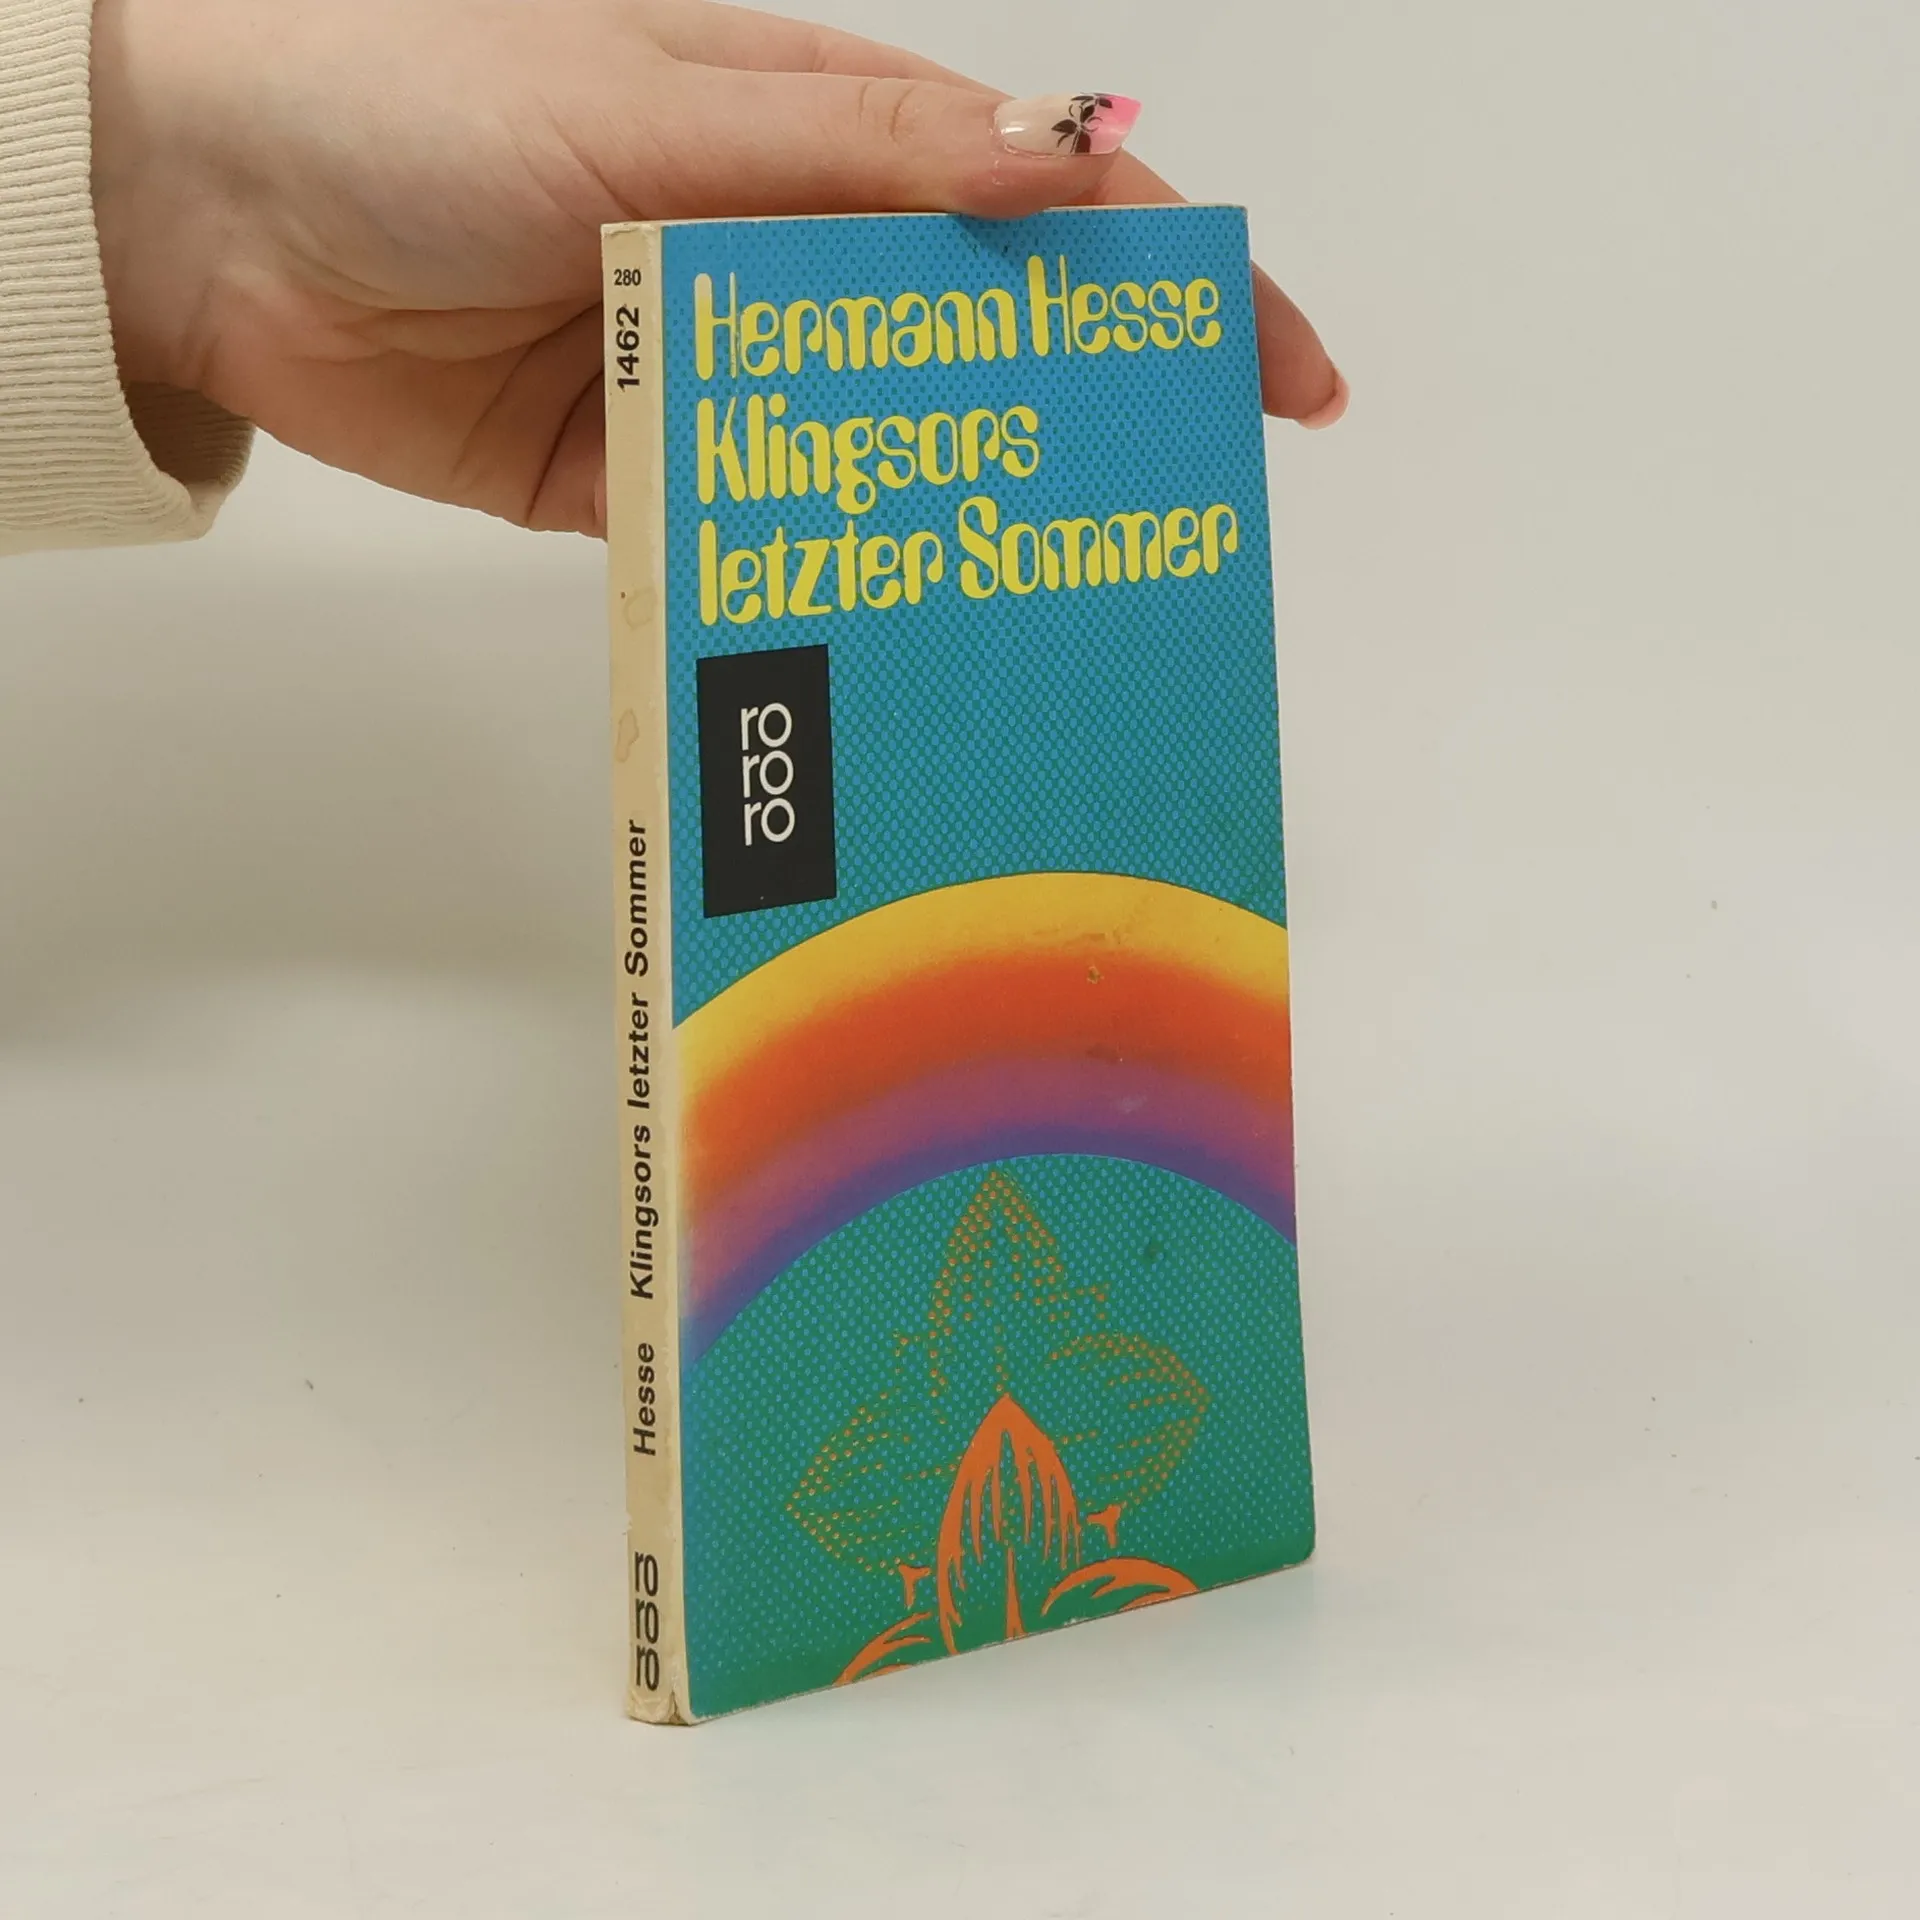 Hermann Hesse
Klingsors
letzter Sommer
ro
ro
ro
280
1462
Hesse Klingsors letzter Sommer
ro
ro
ro